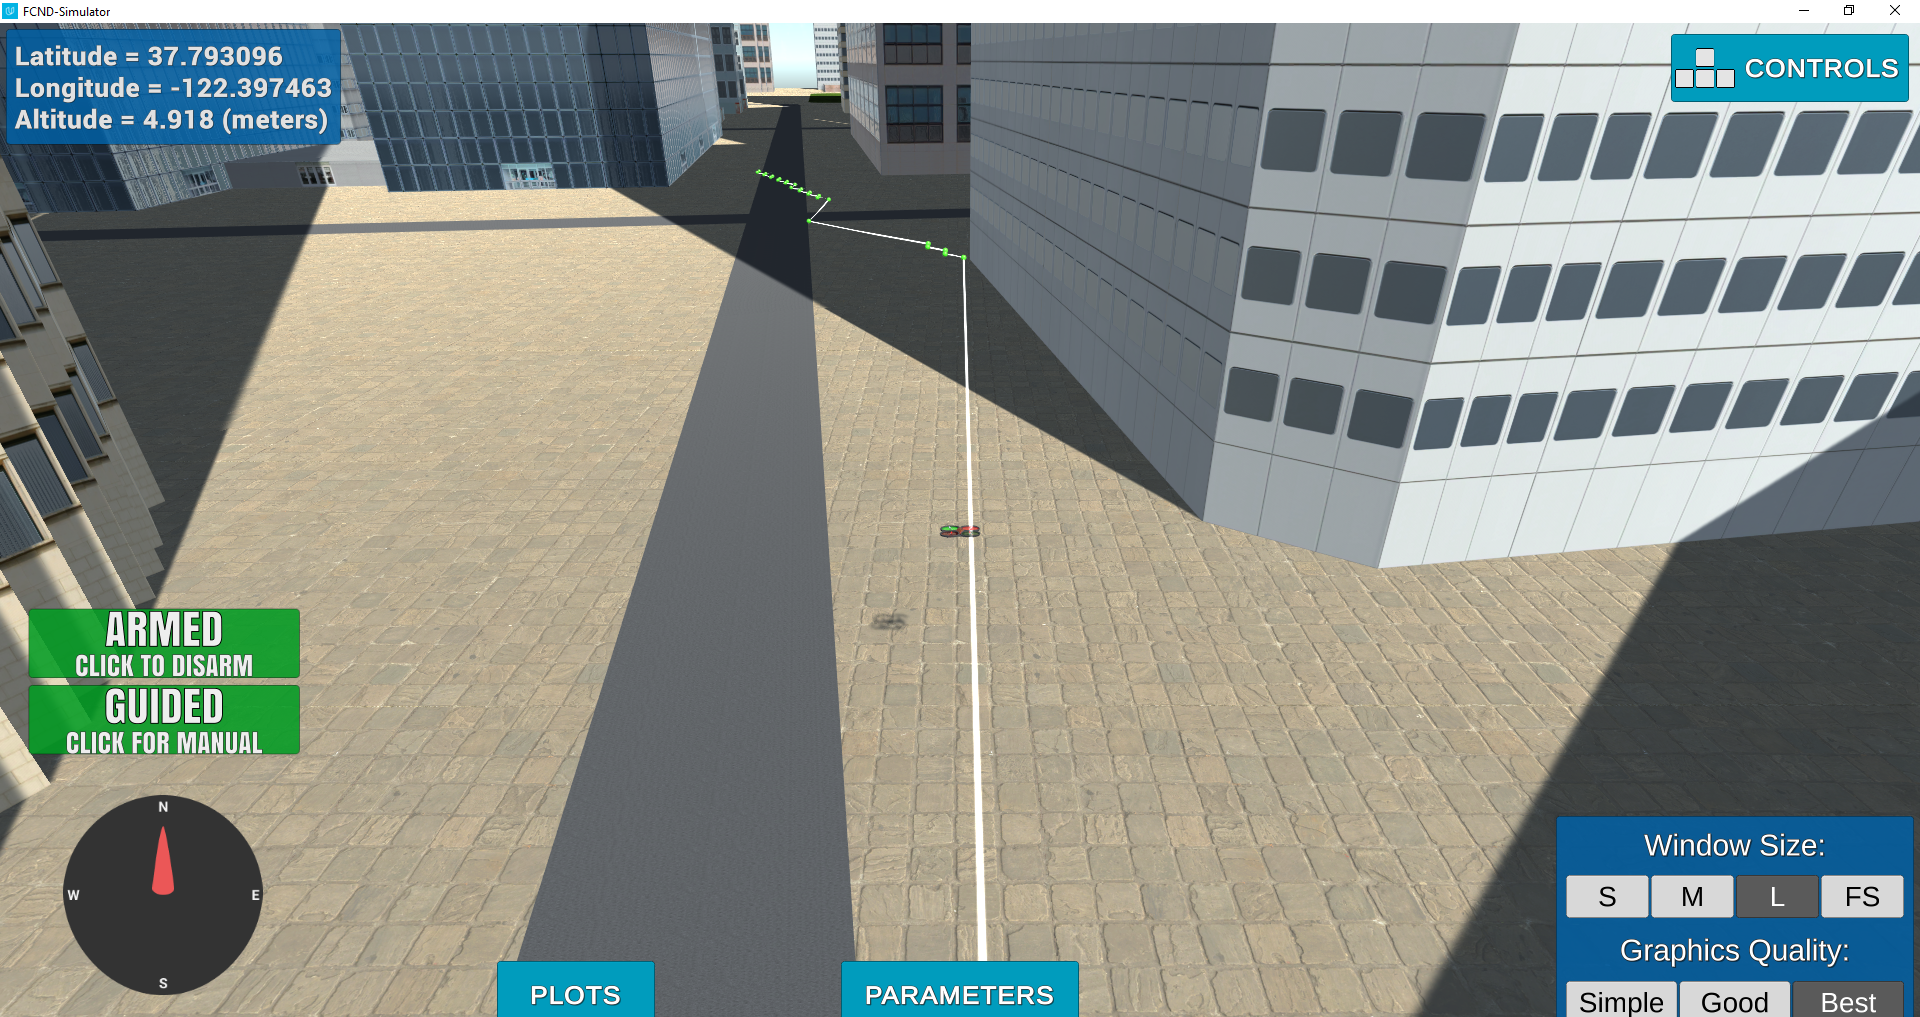 FCND-Simulator
Latitude = 37.793096
Longitude = -122.397463
Altitude = 4.918 (meters)
CONTROLS
ARMED
CLICK TO DISARM
GUIDED
CLICK FOR MANUAL
N
W
E
S
PLOTS
PARAMETERS
Window Size:
S
M
L
FS
Graphics Quality:
Simple
Good
Best